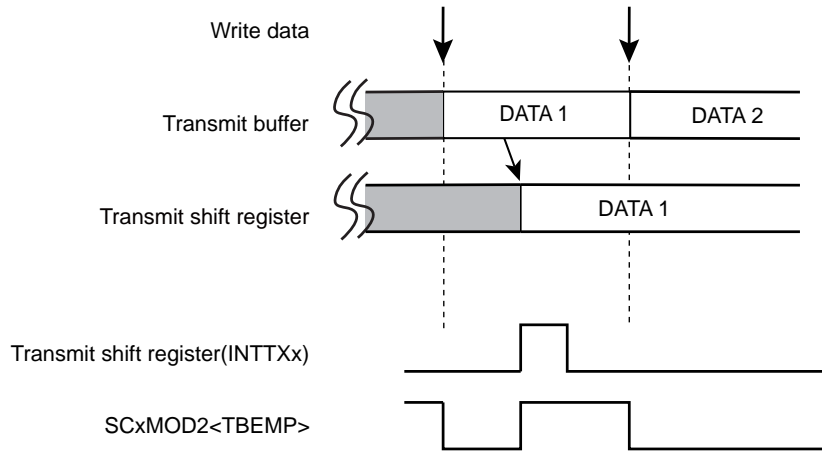 Write data
Transmit buffer
DATA 1
DATA 2
Transmit shift register
DATA 1
Transmit shift register(INTTXx)
SCxMOD2<TBEMP>